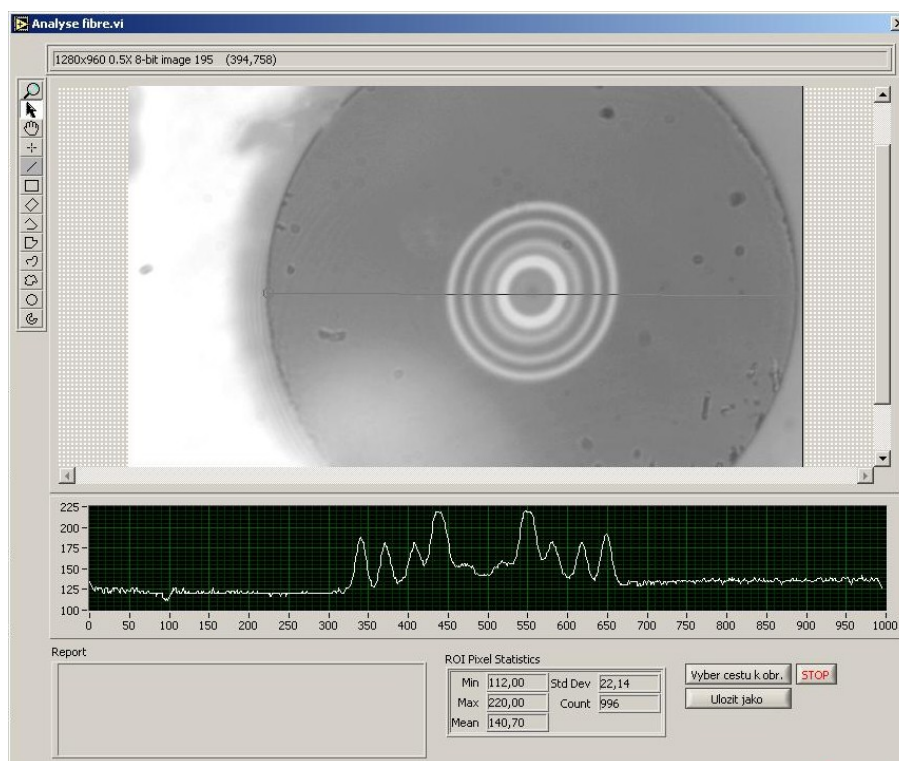 Analyse fibre.vi
1280x960 0.5X 8-bit image 195 (394,758)
225
200
175
150
125
100
0 50 100 150 200 250 300 350 400 450 500 550 600 650 700 750 800 850 900 950 1000
Report
ROI Pixel Statistics
Min 112,00 Std Dev 22,14
Max 220,00 Count 996
Mean 140,70
Vyber cestu k obr. STOP
Ulozit jako